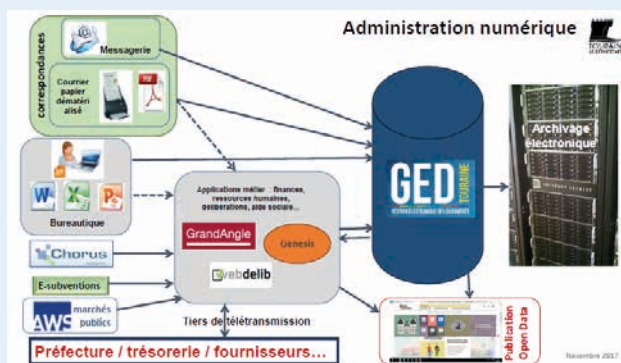 Administration numérique
TOURAINE
correspondances
Messagerie
Courrier
papier
dématéri
alisé
PDF
Bureautique
Chorus
E-subventions
AWS
marchés
publics
Applications métier : finances,
ressources humaines,
délibérations, aide sociale...
GrandAngle
Genesis
webdelib
Tiers de télétransmission
Préfecture / trésorerie / fournisseurs...
GED
TOURAINE
Archivage
électronique
Publication
Open Data
Novembre 2017